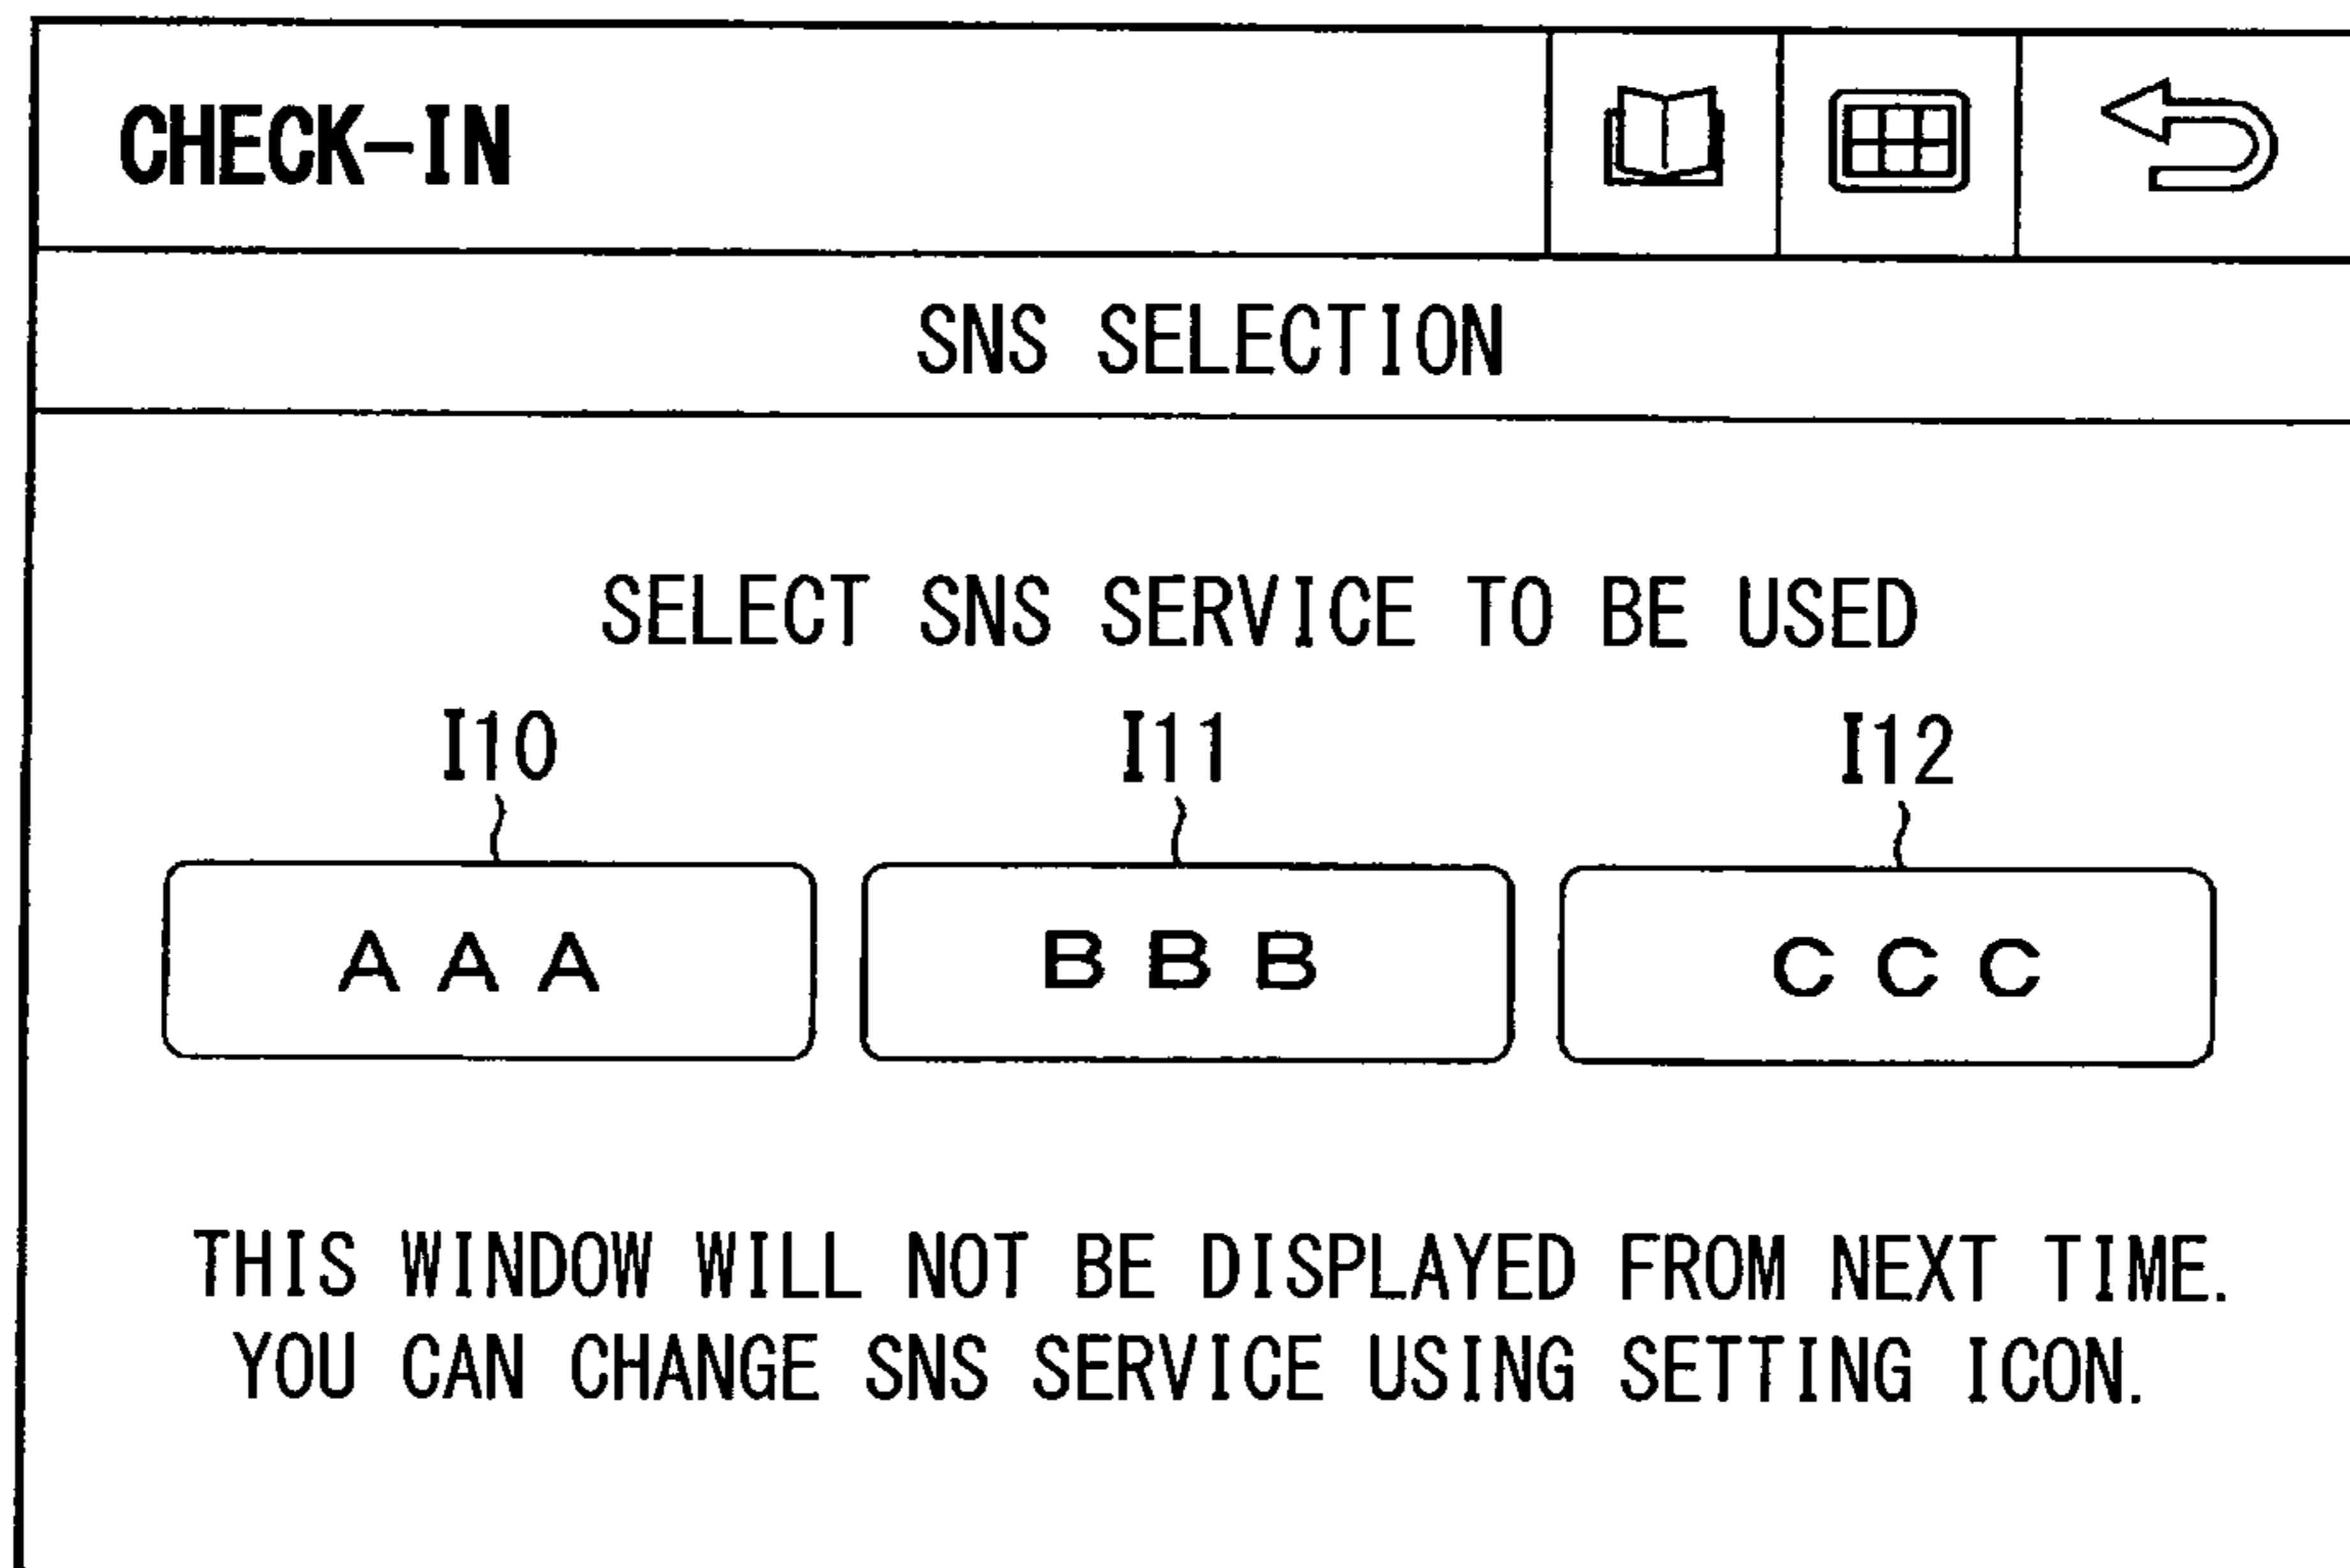 CHECK-IN
SNS SELECTION
SELECT SNS SERVICE TO BE USED
I10 I11 I12
AAA BBB CCC
THIS WINDOW WILL NOT BE DISPLAYED FROM NEXT TIME.
YOU CAN CHANGE SNS SERVICE USING SETTING ICON.